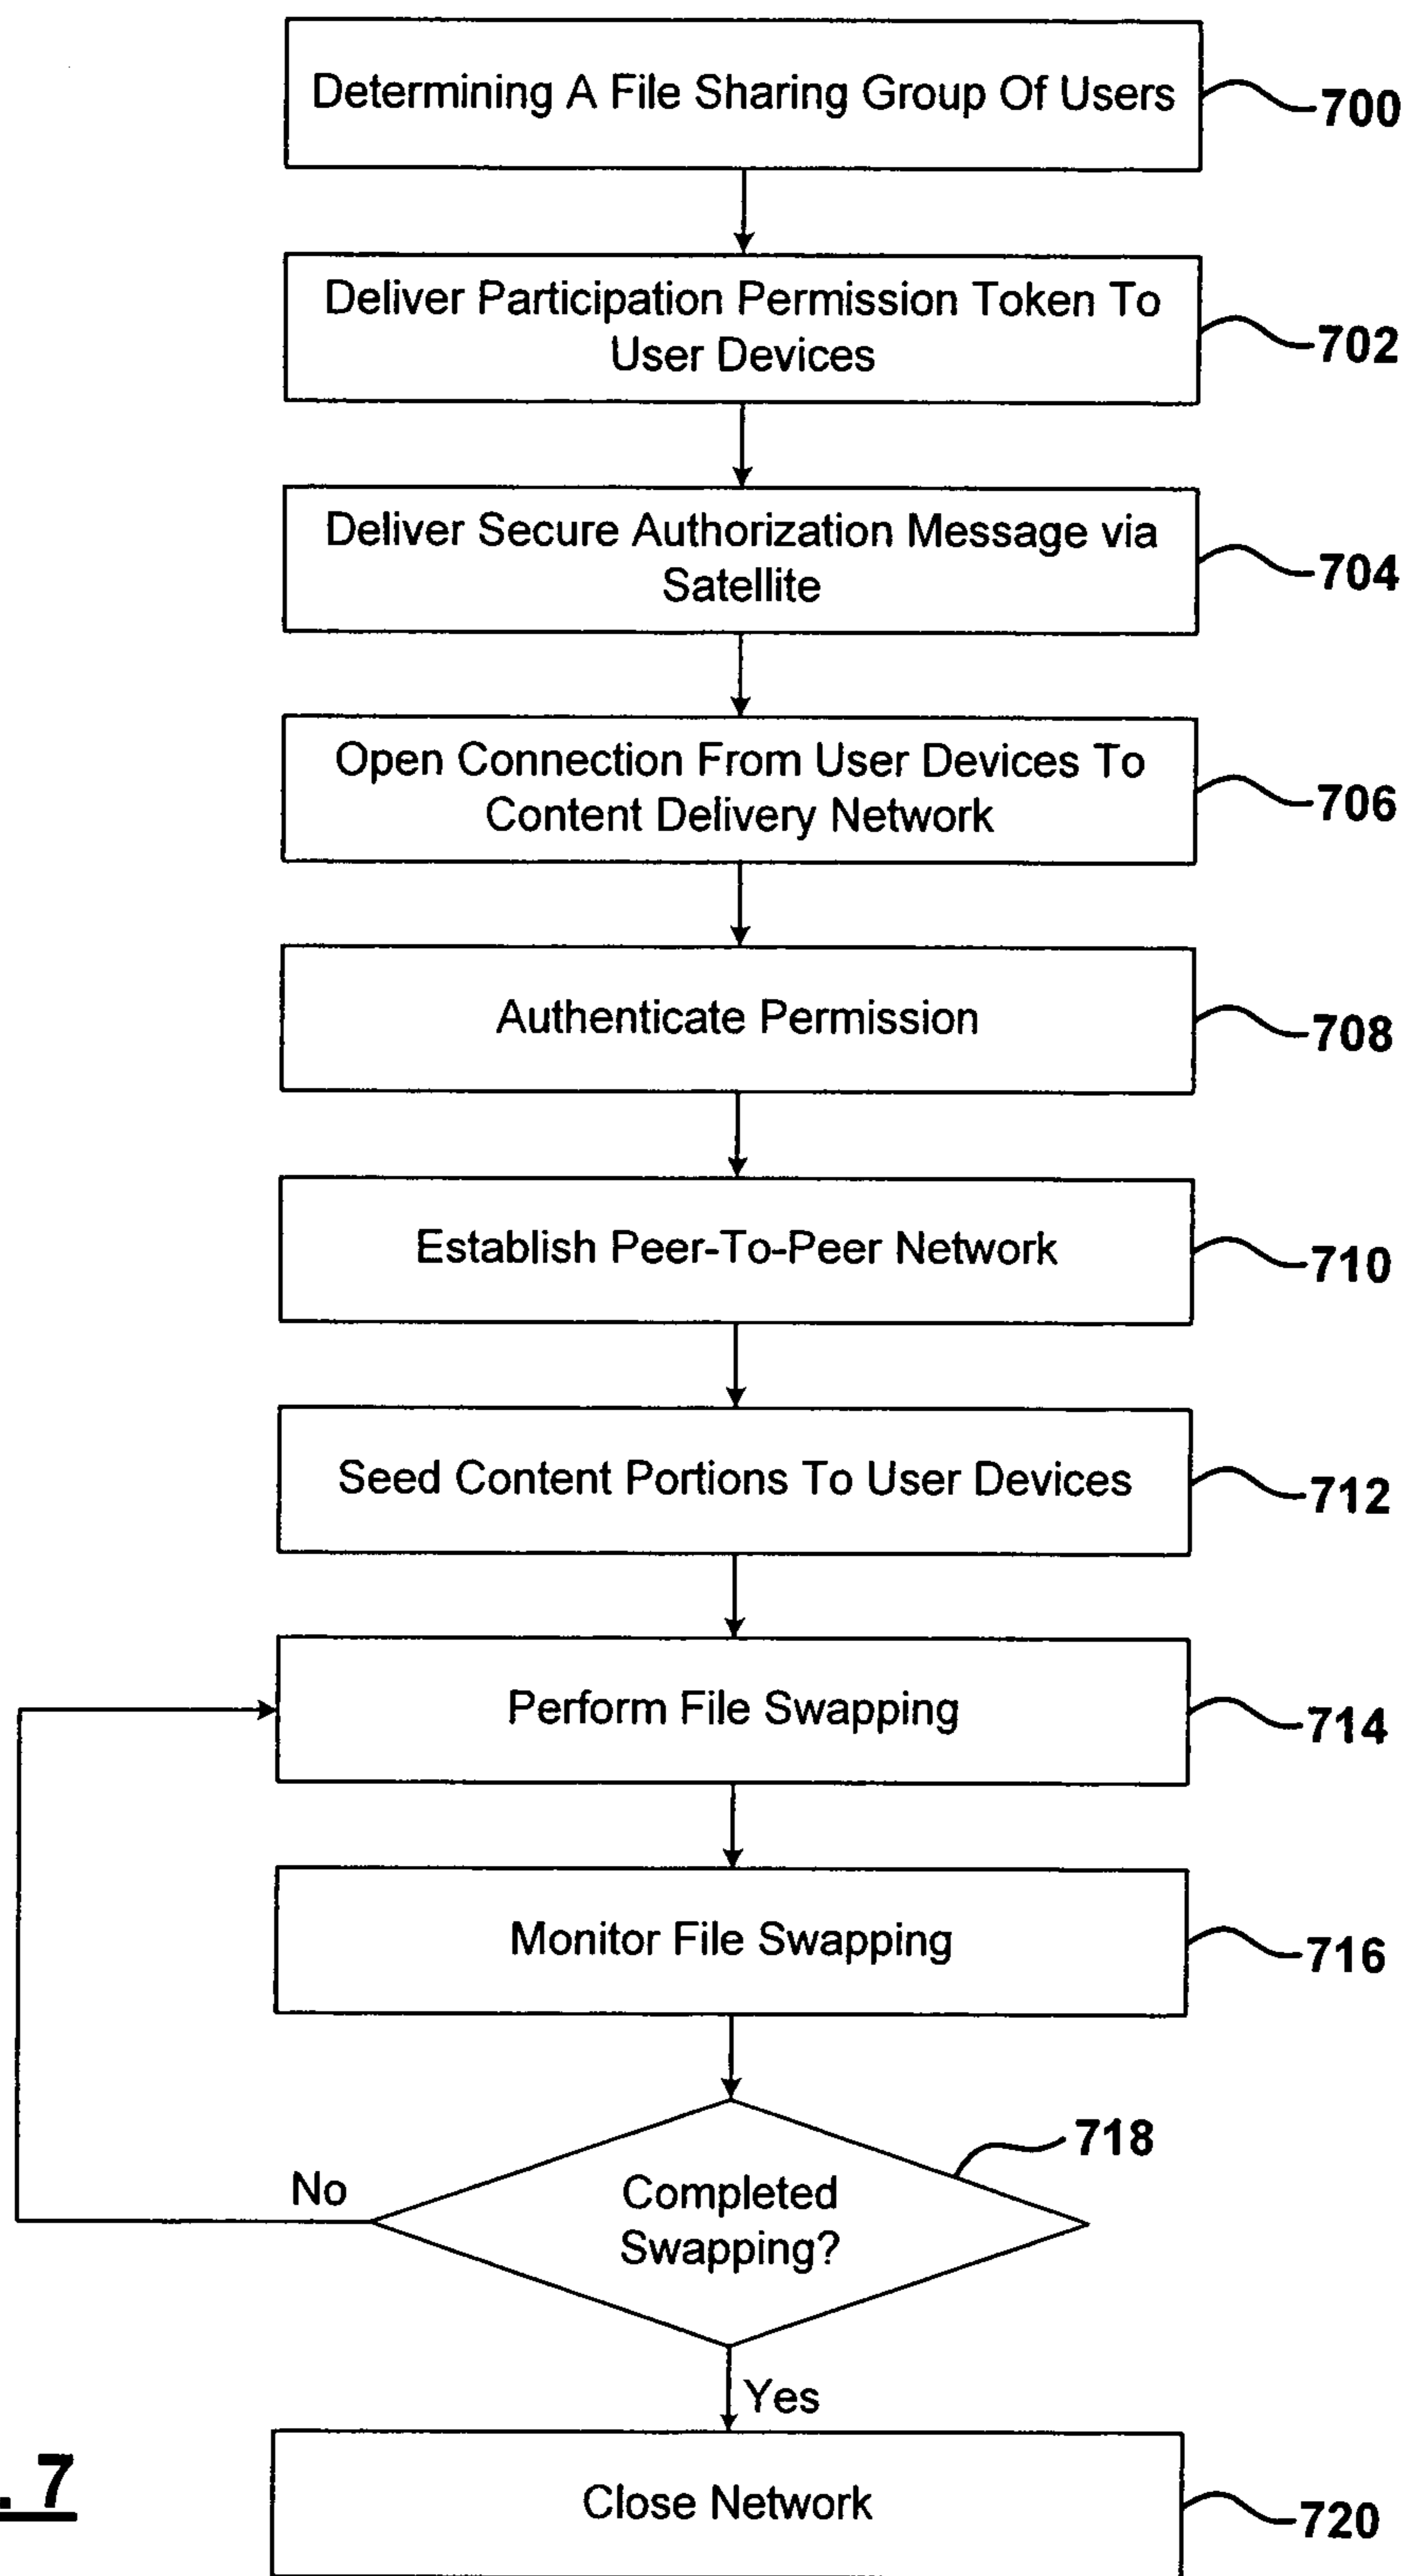 Determining A File Sharing Group Of Users
700
Deliver Participation Permission Token To
User Devices
702
Deliver Secure Authorization Message via
Satellite
704
Open Connection From User Devices To
Content Delivery Network
706
Authenticate Permission
708
Establish Peer-To-Peer Network
710
Seed Content Portions To User Devices
712
Perform File Swapping
714
Monitor File Swapping
716
718
No
Completed
Swapping?
Yes
. 7
Close Network
720